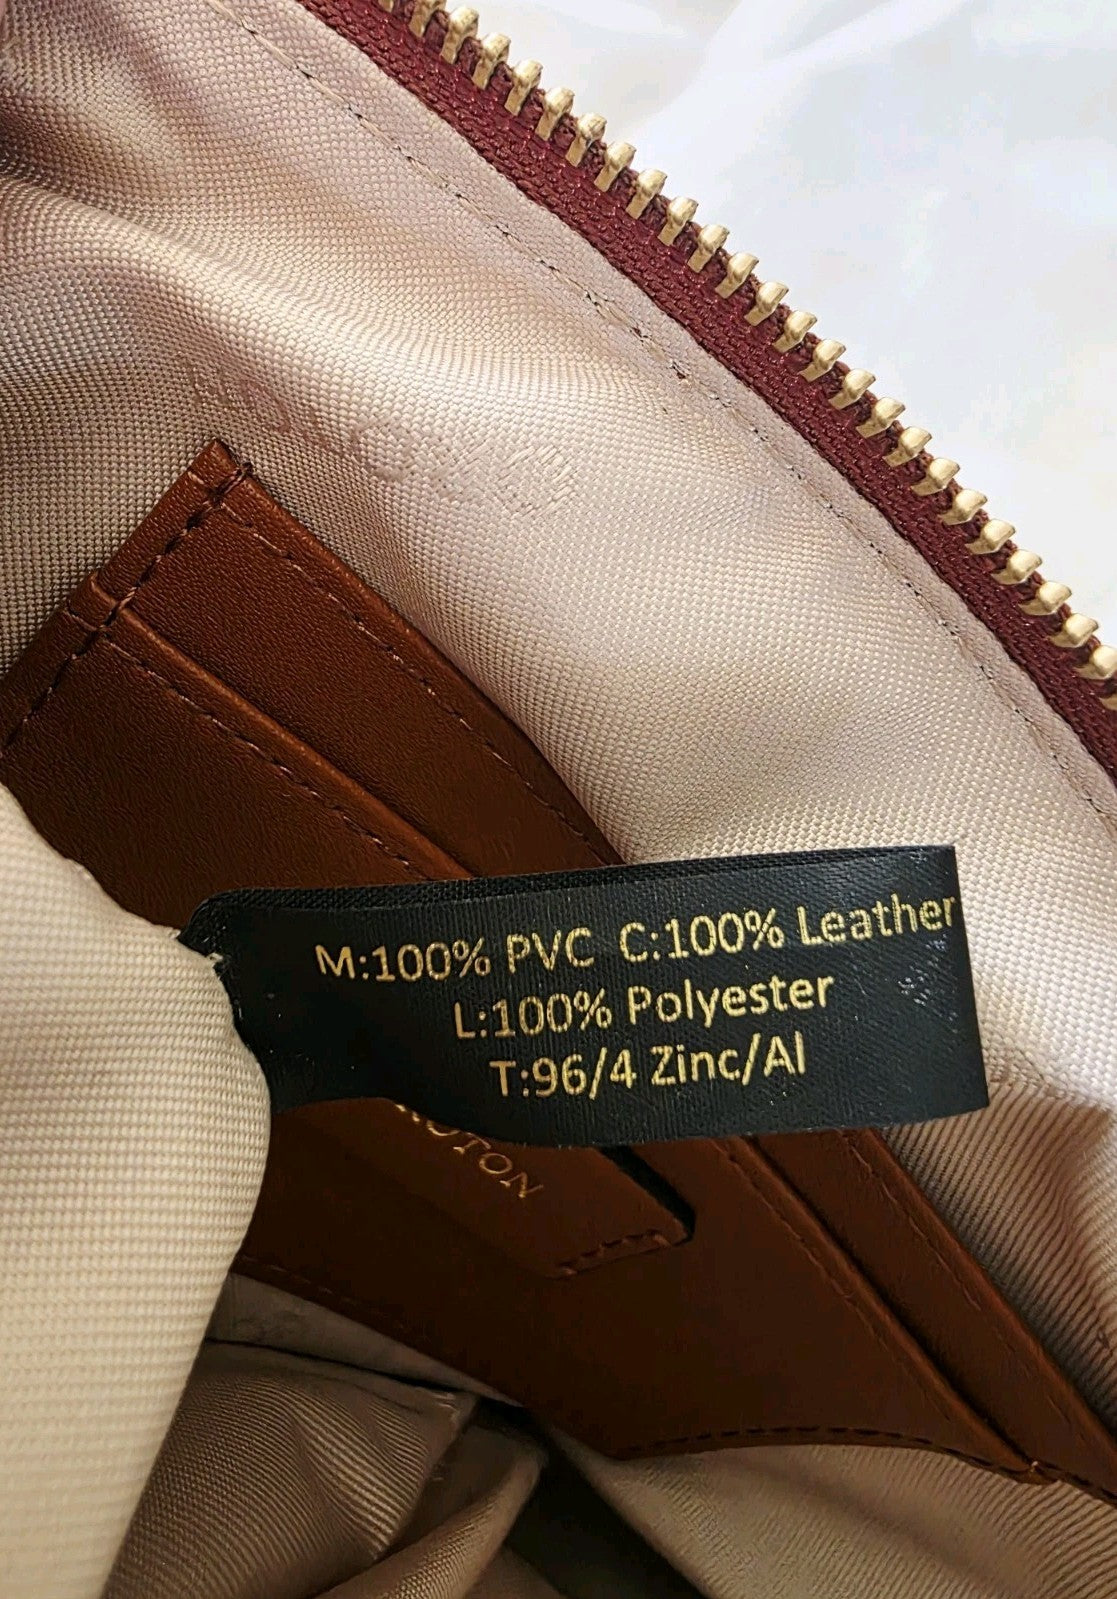 M:100% PVC C:100% Leather
L:100% Polyester
T:96/4 Zinc/Al